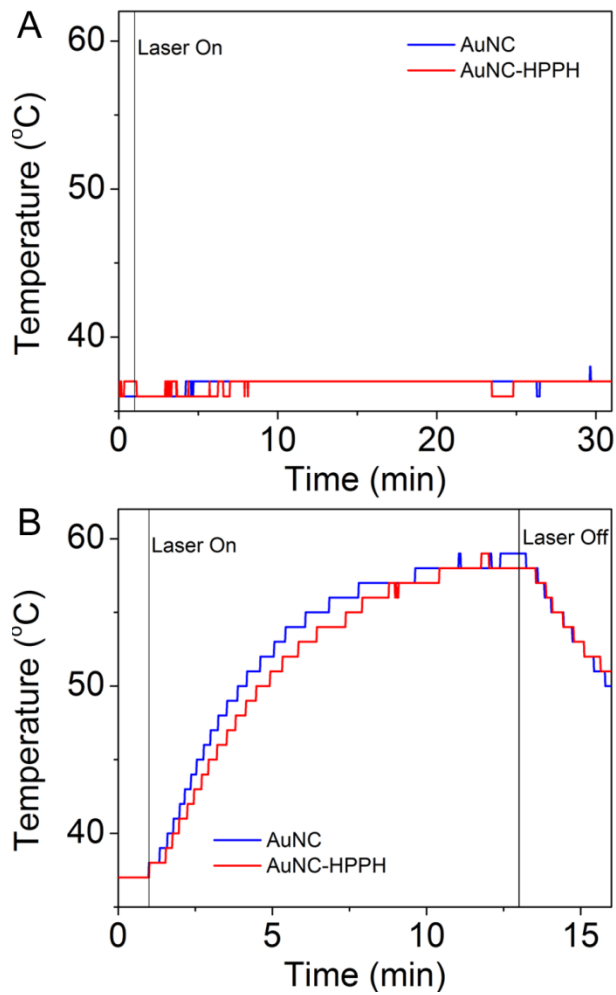 A
Temperature (°C)
60
50
40
Laser On
AuNC
AuNC-HPPH
0
10
20
30
Time (min)
B
Temperature (°C)
60
50
40
Laser On
Laser Off
AuNC
AuNC-HPPH
0
5
10
15
Time (min)